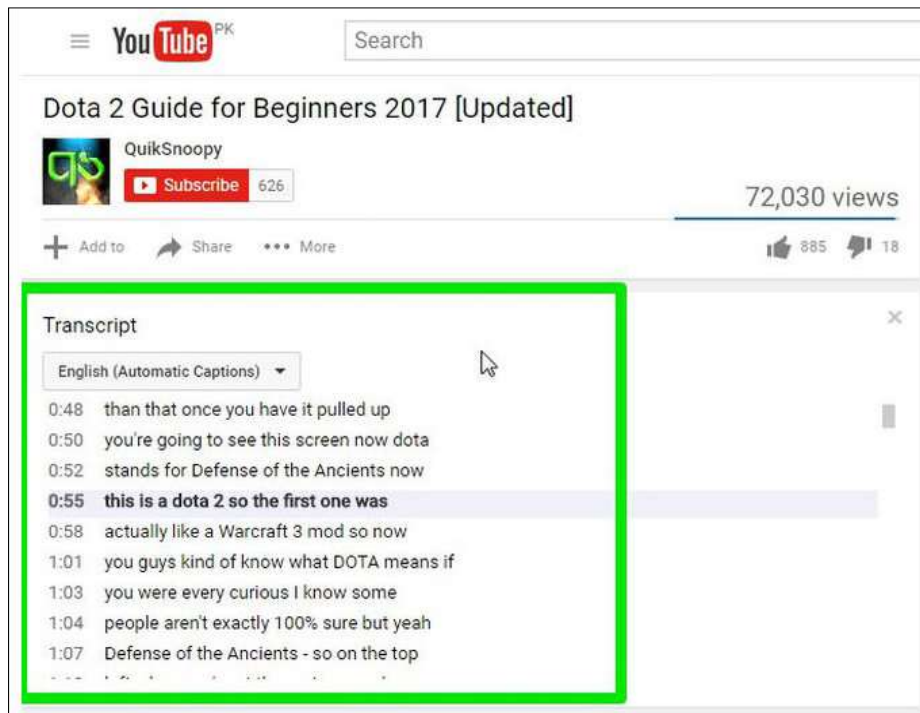 YouTube PK
Search
Dota 2 Guide for Beginners 2017 [Updated]
QuikSnoopy
Subscribe 626
72,030 views
Add to Share More
885 18
Transcript
English (Automatic Captions)
0:48 than that once you have it pulled up
0:50 you're going to see this screen now dota
0:52 stands for Defense of the Ancients now
0:55 this is a dota 2 so the first one was
0:58 actually like a Warcraft 3 mod so now
1:01 you guys kind of know what DOTA means if
1:03 you were every curious I know some
1:04 people aren't exactly 100% sure but yeah
1:07 Defense of the Ancients - so on the top